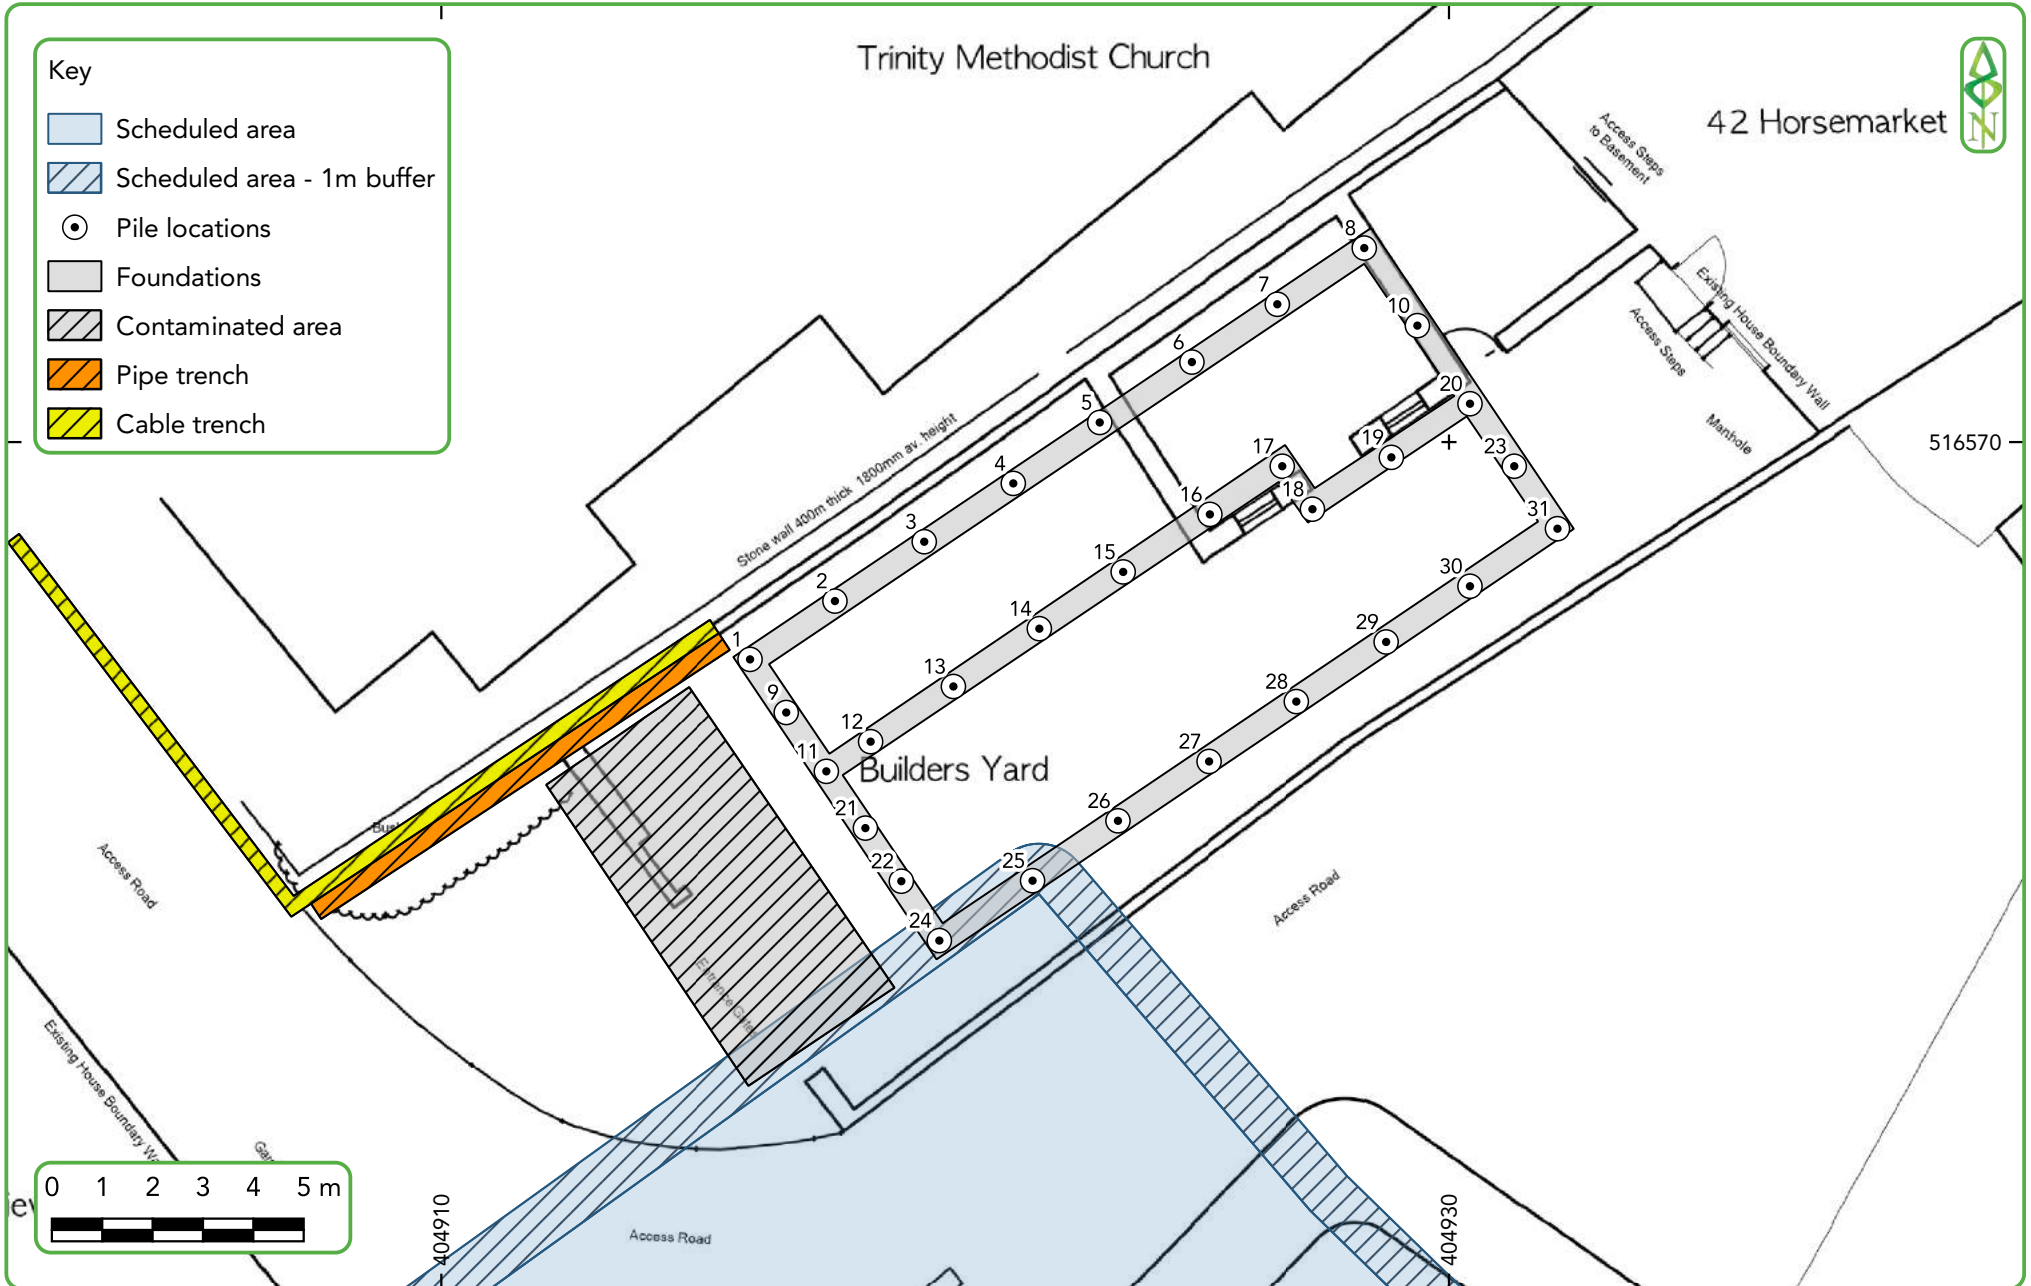 Key
Scheduled area
Scheduled area - 1m buffer
Pile locations
Foundations
Contaminated area
Pipe trench
Cable trench
Trinity Methodist Church
42 Horsemarket
N
Access Steps
to Basement
Existing House Boundary Wall
Access Steps
Manhole
516570
Stone wall 400m thick 1800mm av. height
8
7
10
6
20
5
19
17
23
4
18
16
31
3
15
30
2
14
29
1
13
28
9
12
27
11
Builders Yard
26
21
25
22
24
Access Road
Access Road
Entrance Gates
Existing House Boundary Wa
Access Road
0 1 2 3 4 5 m
404910
404930